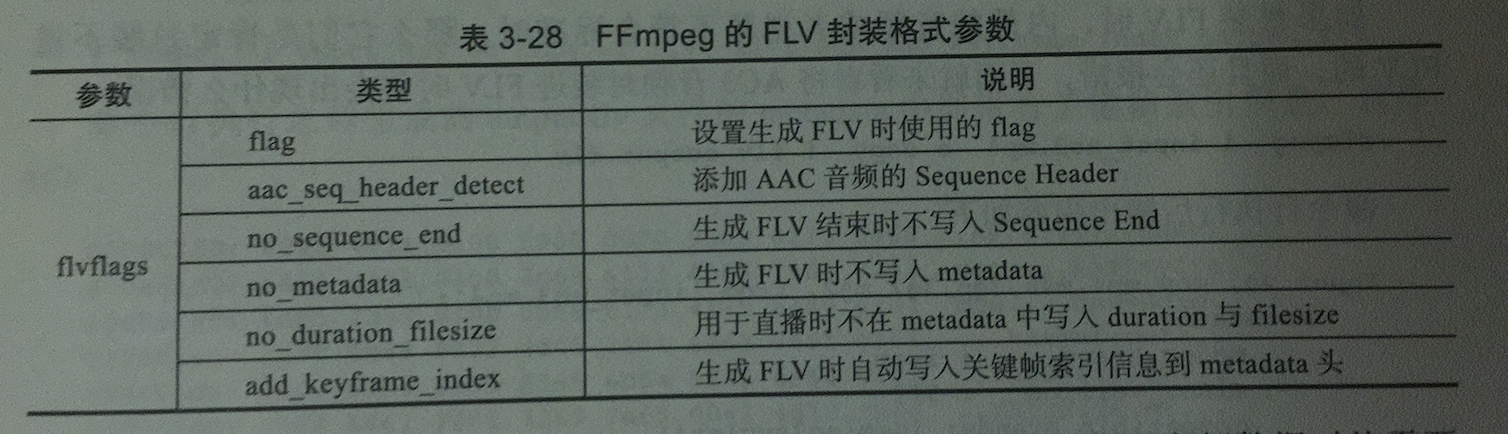 表 3-28 FFmpeg 的 FLV 封装格式参数
参数 类型 说明
flvflags
flag 设置生成 FLV 时使用的 flag
aac_seq_header_detect 添加 AAC 音频的 Sequence Header
no_sequence_end 生成 FLV 结束时不写入 Sequence End
no_metadata 生成 FLV 时不写入 metadata
no_duration_filesize 用于直播时不在 metadata 中写入 duration 与 filesize
add_keyframe_index 生成 FLV 时自动写入关键帧索引信息到 metadata 头